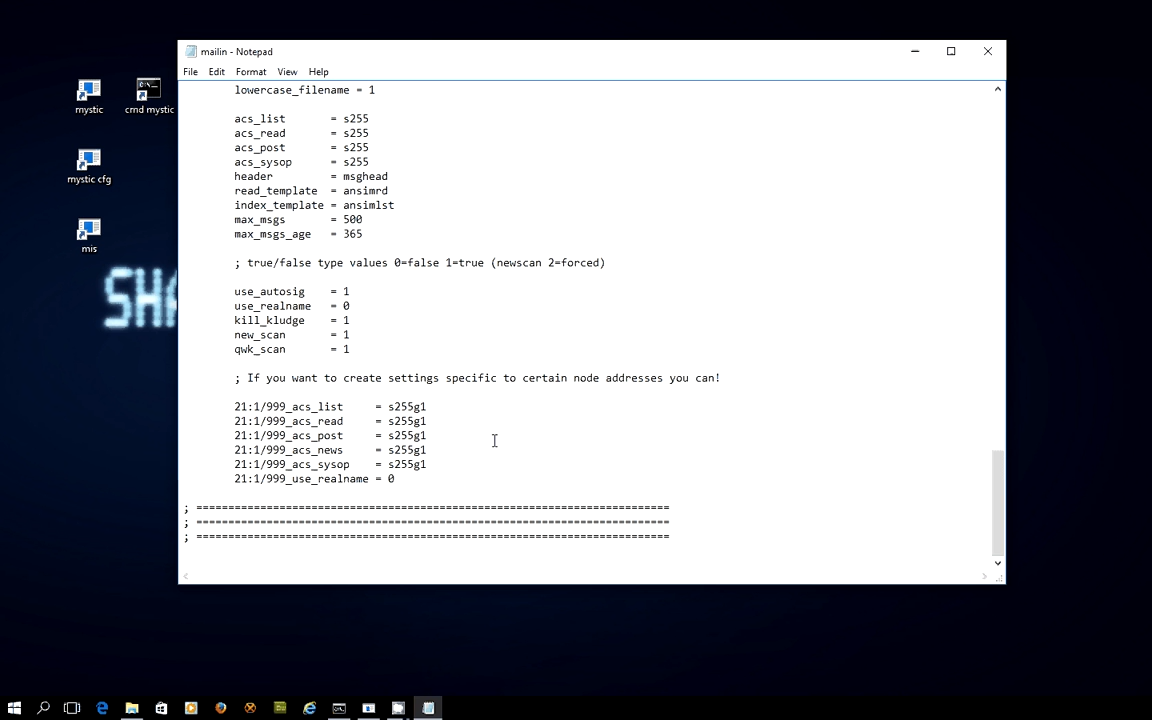 mailin - Notepad
File Edit Format View Help
lowercase_filename = 1
acs_list = s255
acs_read = s255
acs_post = s255
acs_sysop = s255
header = msghead
read_template = ansimrd
index_template = ansimlst
max_msgs = 500
max_msgs_age = 365
; true/false type values 0=false 1=true (newscan 2=forced)
use_autosig = 1
use_realname = 0
kill_kludge = 1
new_scan = 1
qwk_scan = 1
; If you want to create settings specific to certain node addresses you can!
21:1/999_acs_list = s255g1
21:1/999_acs_read = s255g1
21:1/999_acs_post = s255g1
21:1/999_acs_news = s255g1
21:1/999_acs_sysop = s255g1
21:1/999_use_realname = 0
; ==========================================================================
; ==========================================================================
; ==========================================================================
mystic
cmd mystic
mystic cfg
mis